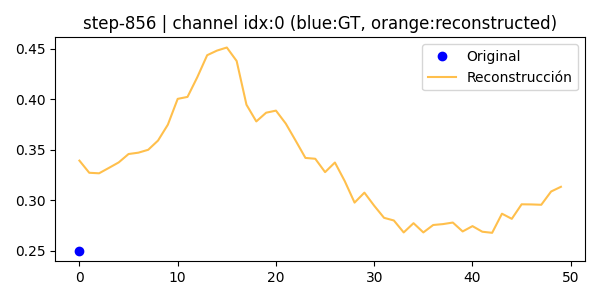 step-856 | channel idx:0 (blue:GT, orange:reconstructed)
Original
Reconstrucción
0.45
0.40
0.35
0.30
0.25
0 10 20 30 40 50